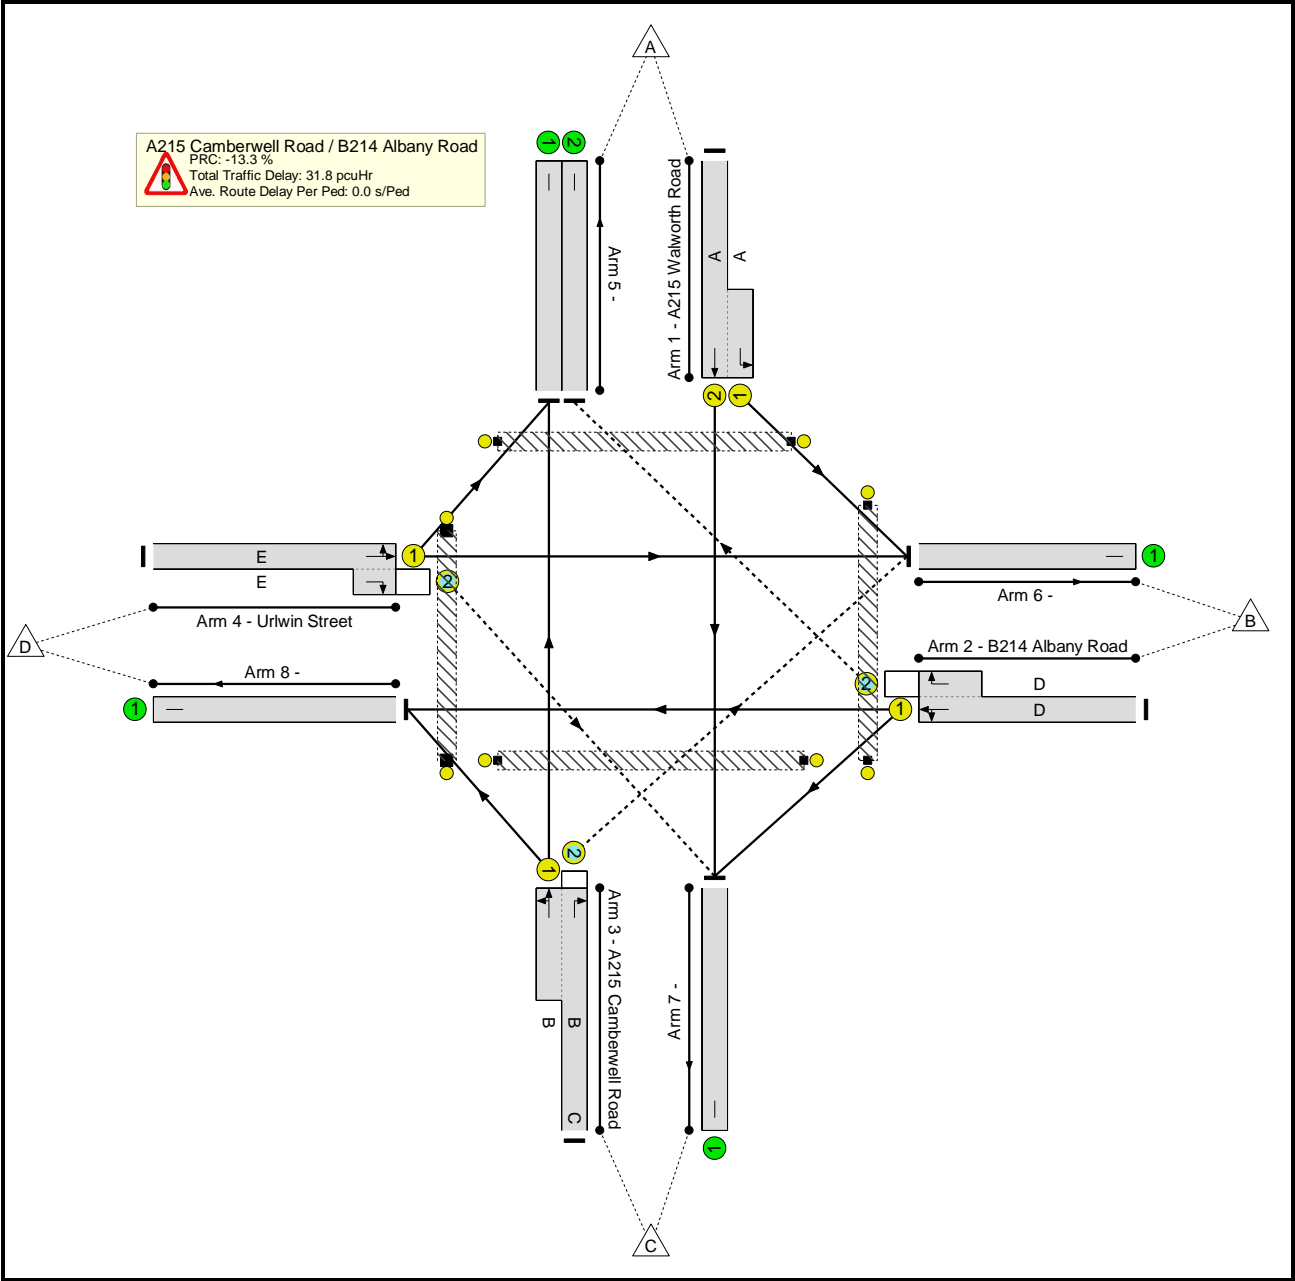 A
A215 Camberwell Road / B214 Albany Road
PRC: -13.3 %
Total Traffic Delay: 31.8 pcuHr
Ave. Route Delay Per Ped: 0.0 s/Ped
1
2
Arm 5 -
Arm 1 - A215 Walworth Road
A
A
2
1
E
1
E
2
Arm 4 - Urlwin Street
1
Arm 6 -
D
B
Arm 8 -
Arm 2 - B214 Albany Road
2
D
1
1
D
2
1
B
B
C
Arm 3 - A215 Camberwell Road
Arm 7 -
1
C